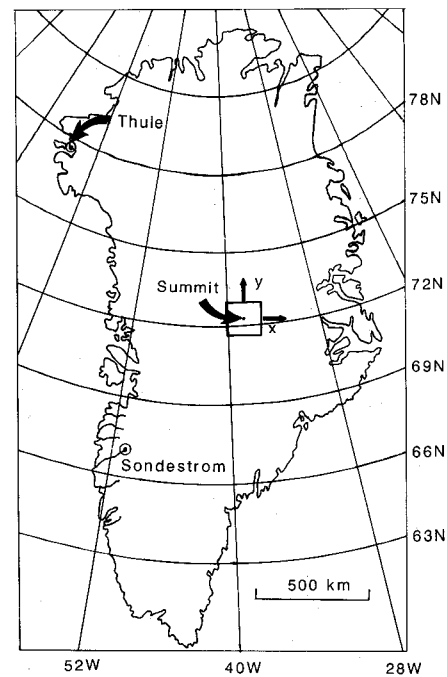 78N
Thule
75N
72N
Summit
y
x
69N
66N
Sondestrom
63N
500 km
52W
40W
28W